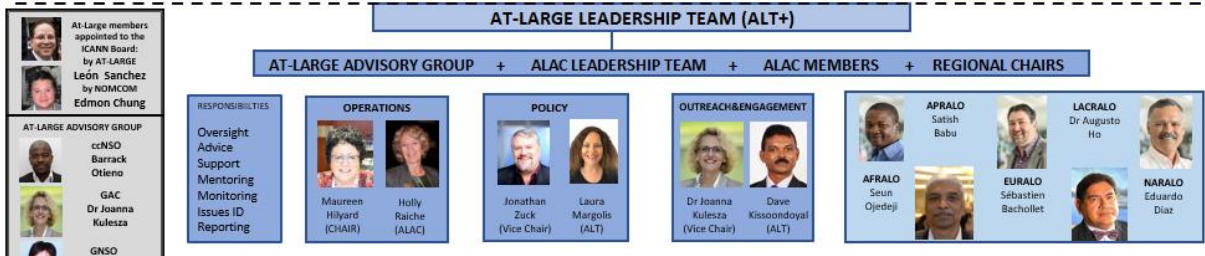 At-Large members
appointed to the
ICANN Board:
by AT-LARGE
León Sanchez
by NOMCOM
Edmon Chung
AT-LARGE ADVISORY GROUP
ccNSO
Barrack
Otieno
GAC
Dr Joanna
Kulesza
GNSO
AT-LARGE LEADERSHIP TEAM (ALT+)
AT-LARGE ADVISORY GROUP + ALAC LEADERSHIP TEAM + ALAC MEMBERS + REGIONAL CHAIRS
RESPONSIBIILTIES
Oversight
Advice
Support
Mentoring
Monitoring
Issues ID
Reporting
OPERATIONS
Maureen
Hilyard
(CHAIR)
Holly
Raiche
(ALAC)
POLICY
Jonathan
Zuck
(Vice Chair)
Laura
Margolis
(ALT)
OUTREACH&ENGAGEMENT
Dr Joanna
Kulesza
(Vice Chair)
Dave
Kissoondoyal
(ALT)
APRALO
Satish
Babu
LACRALO
Dr Augusto
Ho
AFRALO
Seun
Ojedeji
EURALO
Sébastien
Bachollet
NARALO
Eduardo
Diaz